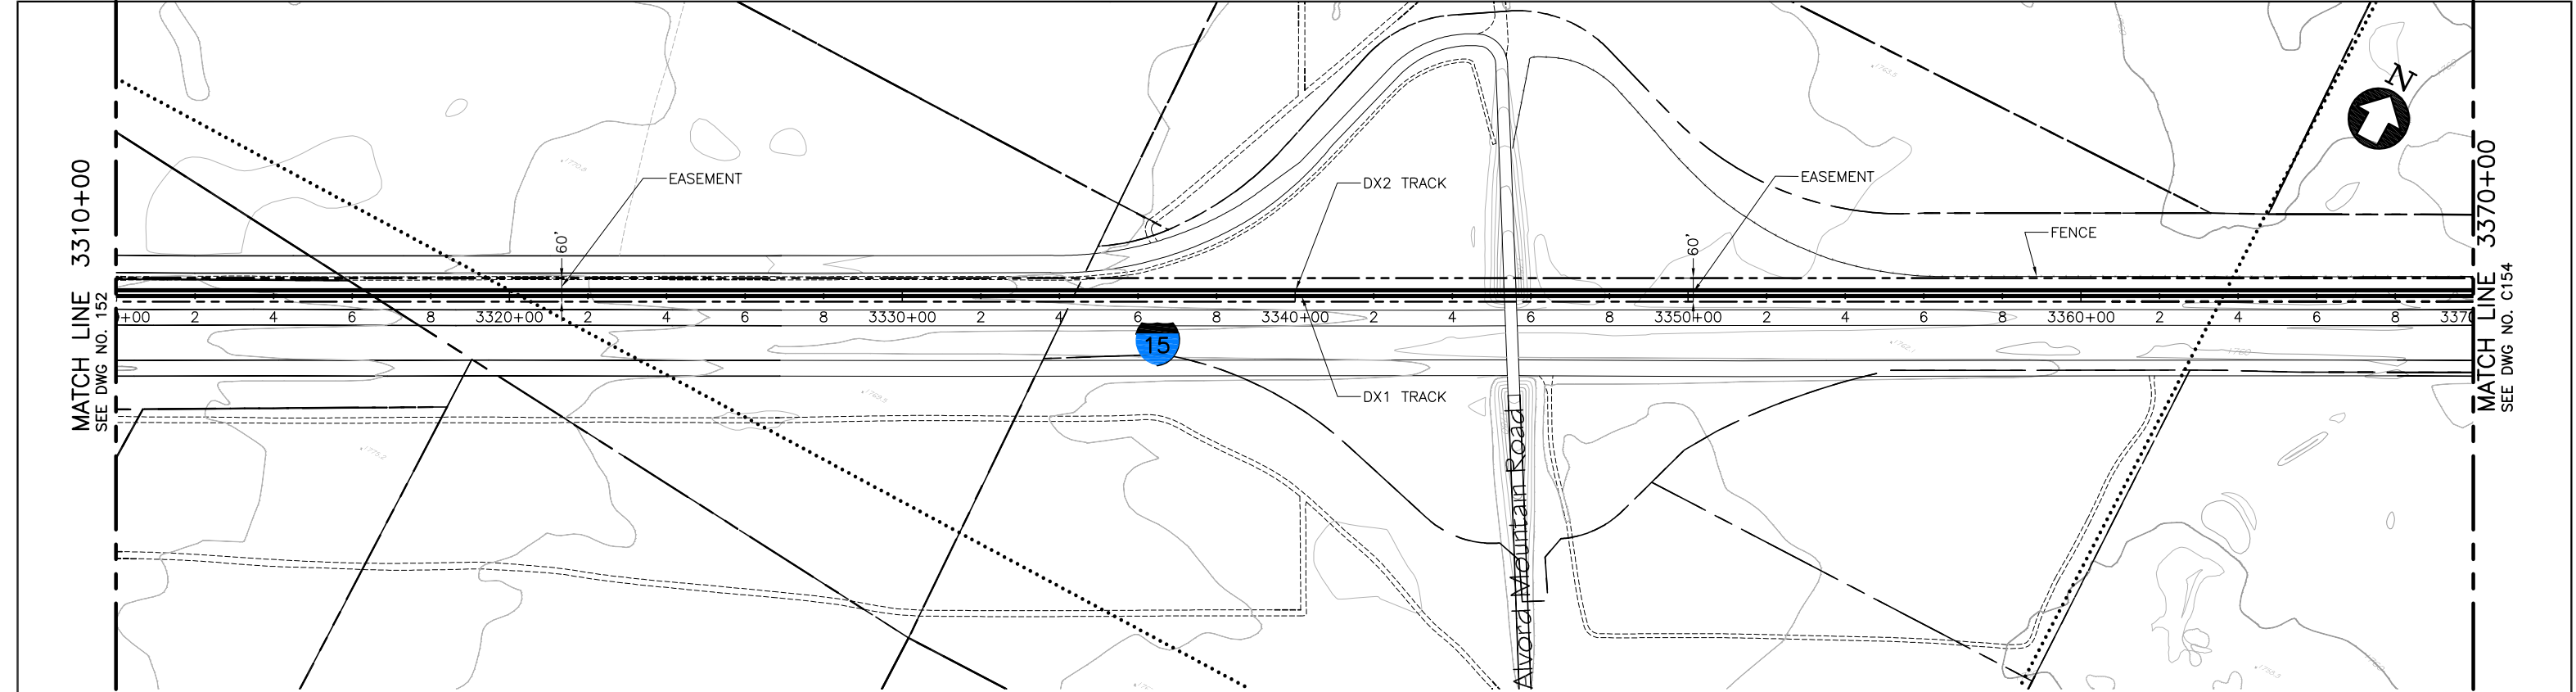 N
MATCH LINE 3310+00
SEE DWG NO. 152
EASEMENT
60'
DX2 TRACK
EASEMENT
60'
FENCE
MATCH LINE 3370+00
SEE DWG NO. C154
+00 2 4 6 8 3320+00 2 4 6 8 3330+00 2 4 6 8 3340+00 2 4 6 8 3350+00 2 4 6 8 3360+00 2 4 6 8 3370
15
DX1 TRACK
Alvord Mountain Road